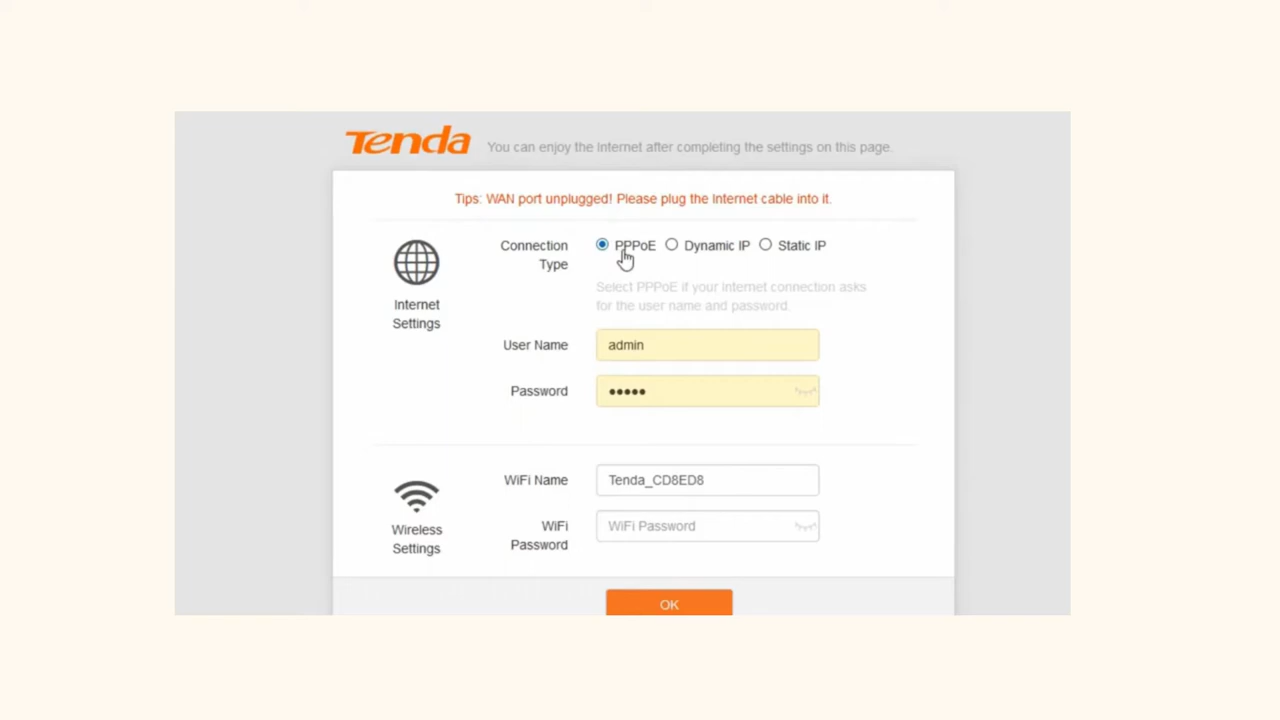 Tenda You can enjoy the Internet after completing the settings on this page.
Tips: WAN port unplugged! Please plug the Internet cable into it.
Internet
Settings
Connection
Type
PPPoE Dynamic IP Static IP
Select PPPoE if your internet connection asks
for the user name and password.
User Name admin
Password •••••
Wireless
Settings
WiFi Name Tenda_CD8ED8
WiFi
Password
WiFi Password
OK